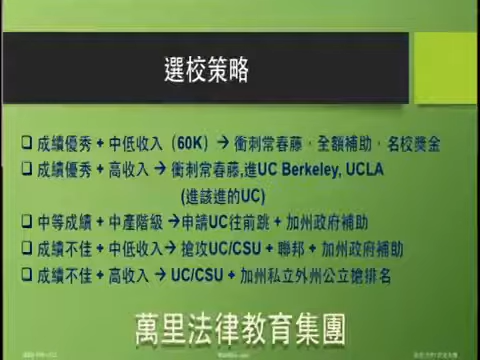 選校策略
❑ 成績優秀 + 中低收入（60K）→ 衝刺常春藤，全額補助，名校獎金
❑ 成績優秀 + 高收入 → 衝刺常春藤,進UC Berkeley, UCLA
(進該進的UC)
❑ 中等成績 + 中產階級 →申請UC往前跳 + 加州政府補助
❑ 成績不佳 + 中低收入→ 搶攻UC/CSU + 聯邦 + 加州政府補助
❑ 成績不佳 + 高收入 → UC/CSU + 加州私立外州公立搶排名
萬里法律教育集團